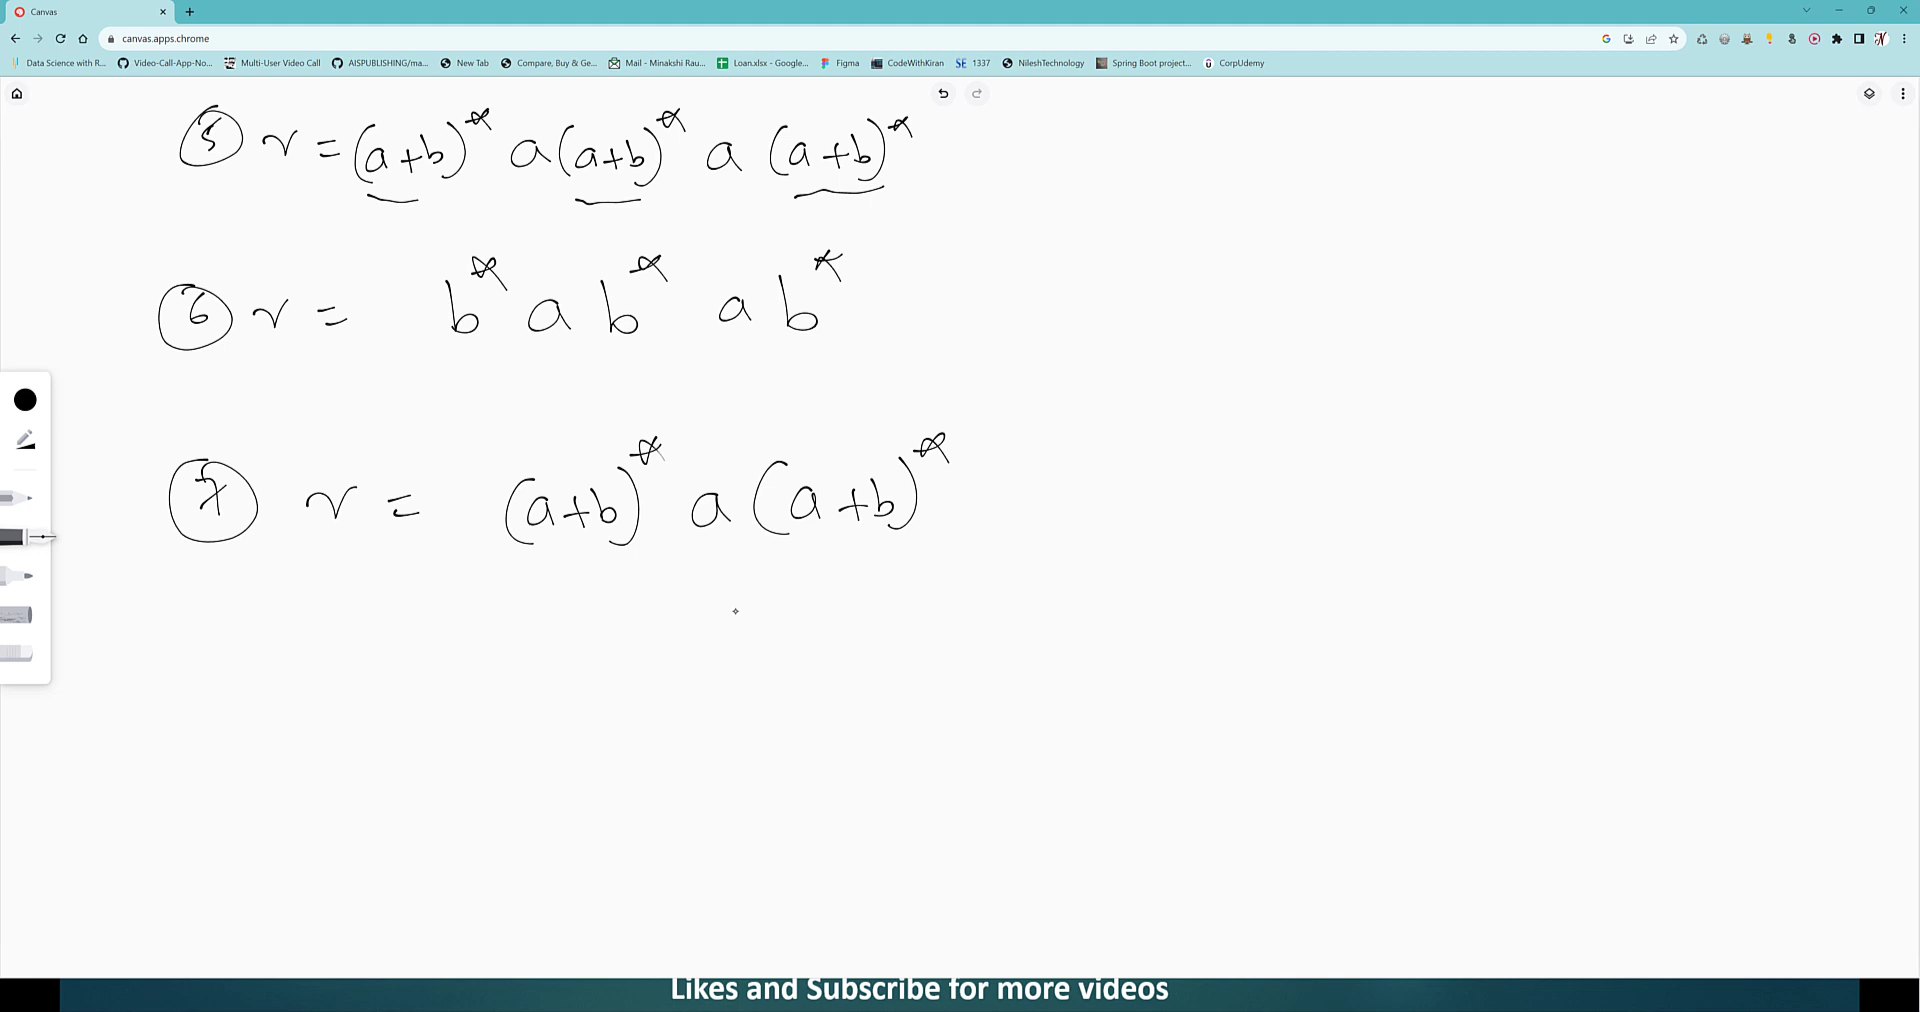 Canvas
canvas.apps.chrome
Data Science with R... Video-Call-App-No... Multi-User Video Call AISPUBLISHING/ma... New Tab Compare, Buy & Ge... Mail - Minakshi Rau... Loan.xlsx - Google... Figma CodeWithKiran SE 1337 NileshTechnology Spring Boot project... CorpUdemy
5 r = (a+b)* a (a+b)* a (a+b)*
6 r = b* a b* a b*
7 r = (a+b)* a (a+b)*
Likes and Subscribe for more videos